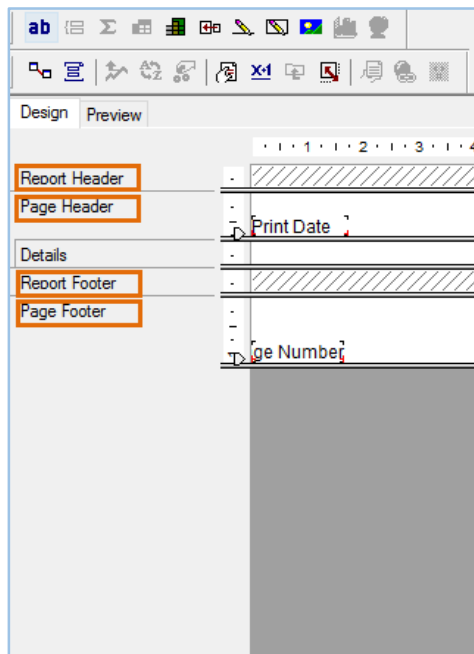 ab
Design Preview
1 2 3 4
Report Header
Page Header
Print Date
Details
Report Footer
Page Footer
ge Number